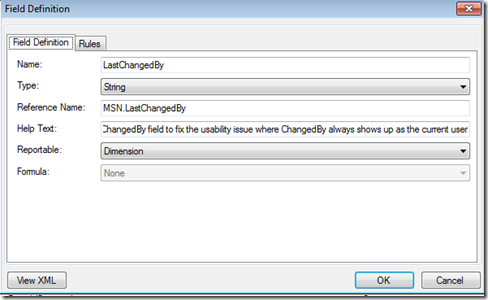 Field Definition
Field Definition
Rules
Name:
LastChangedBy
Type:
String
Reference Name:
MSN.LastChangedBy
Help Text:
ChangedBy field to fix the usability issue where ChangedBy always shows up as the current user
Reportable:
Dimension
Formula:
None
View XML
OK
Cancel